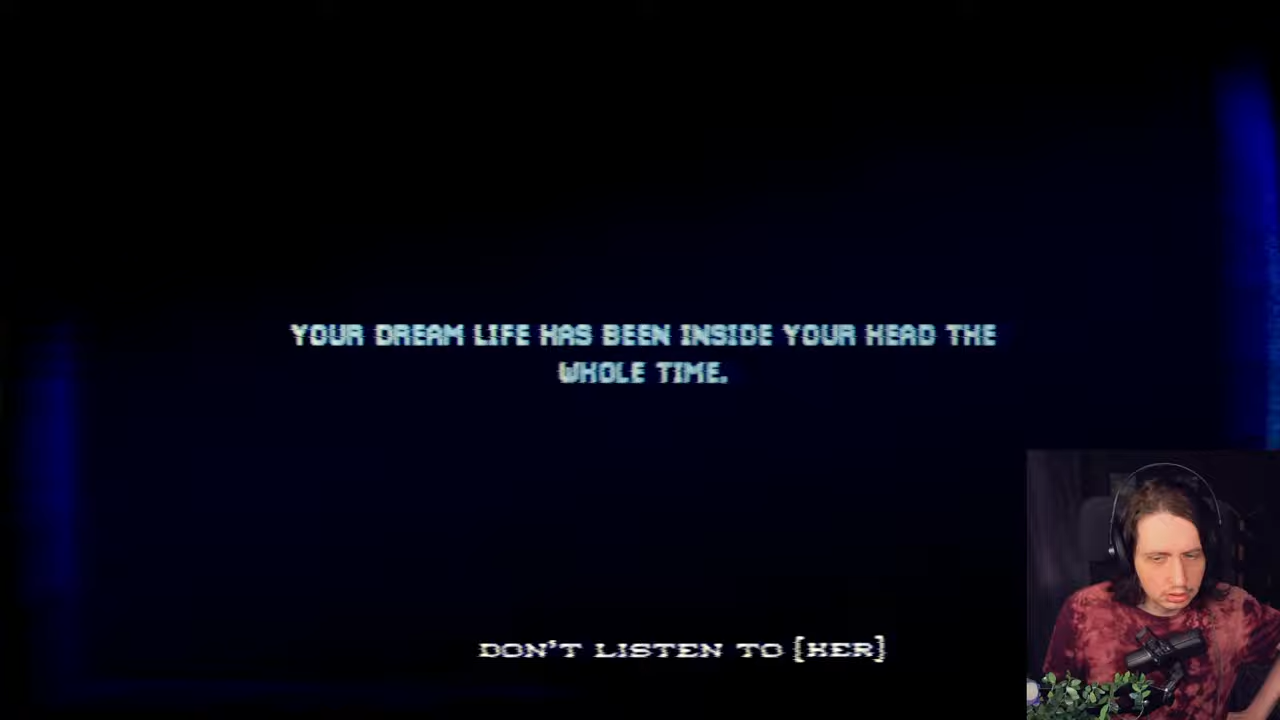 YOUR DREAM LIFE HAS BEEN INSIDE YOUR HEAD THE
WHOLE TIME.
DON'T LISTEN TO [HER]